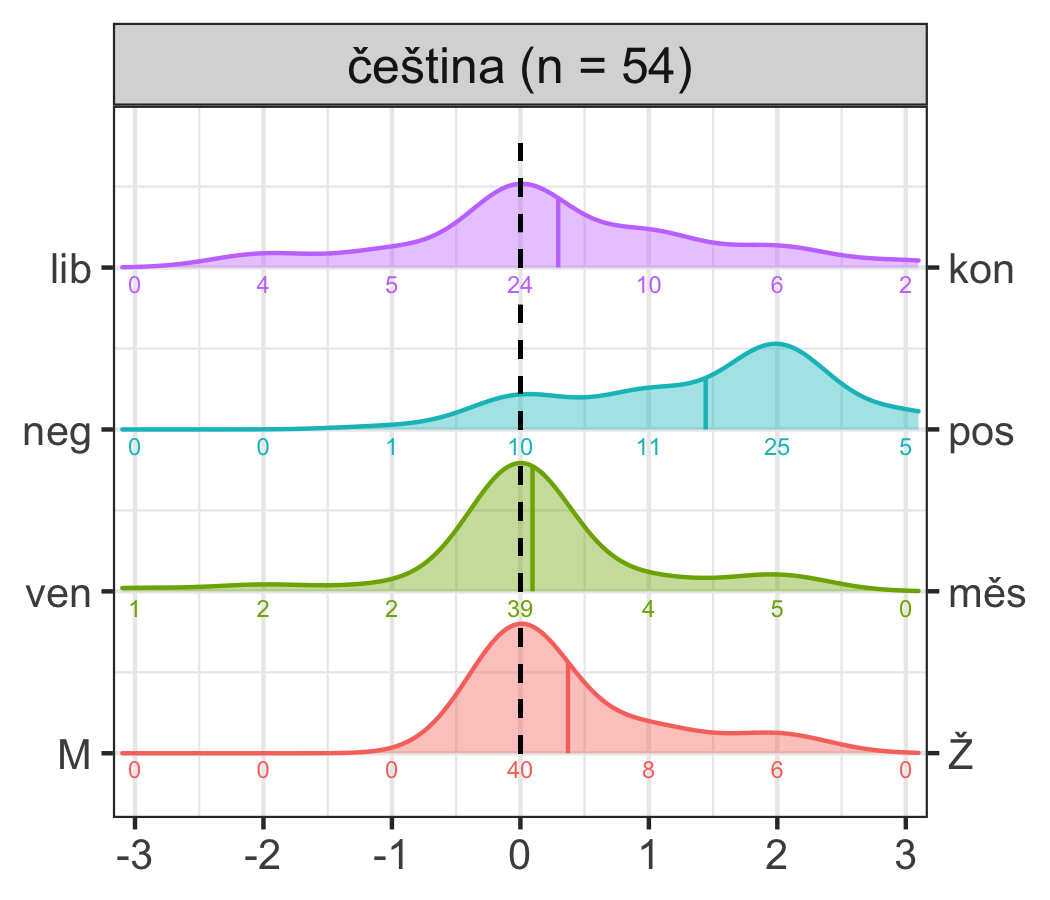 čeština (n = 54)
lib kon
0 4 5 24 10 6 2
neg pos
0 0 1 10 11 25 5
ven měs
1 2 2 39 4 5 0
M Ž
0 0 0 40 8 6 0
-3 -2 -1 0 1 2 3